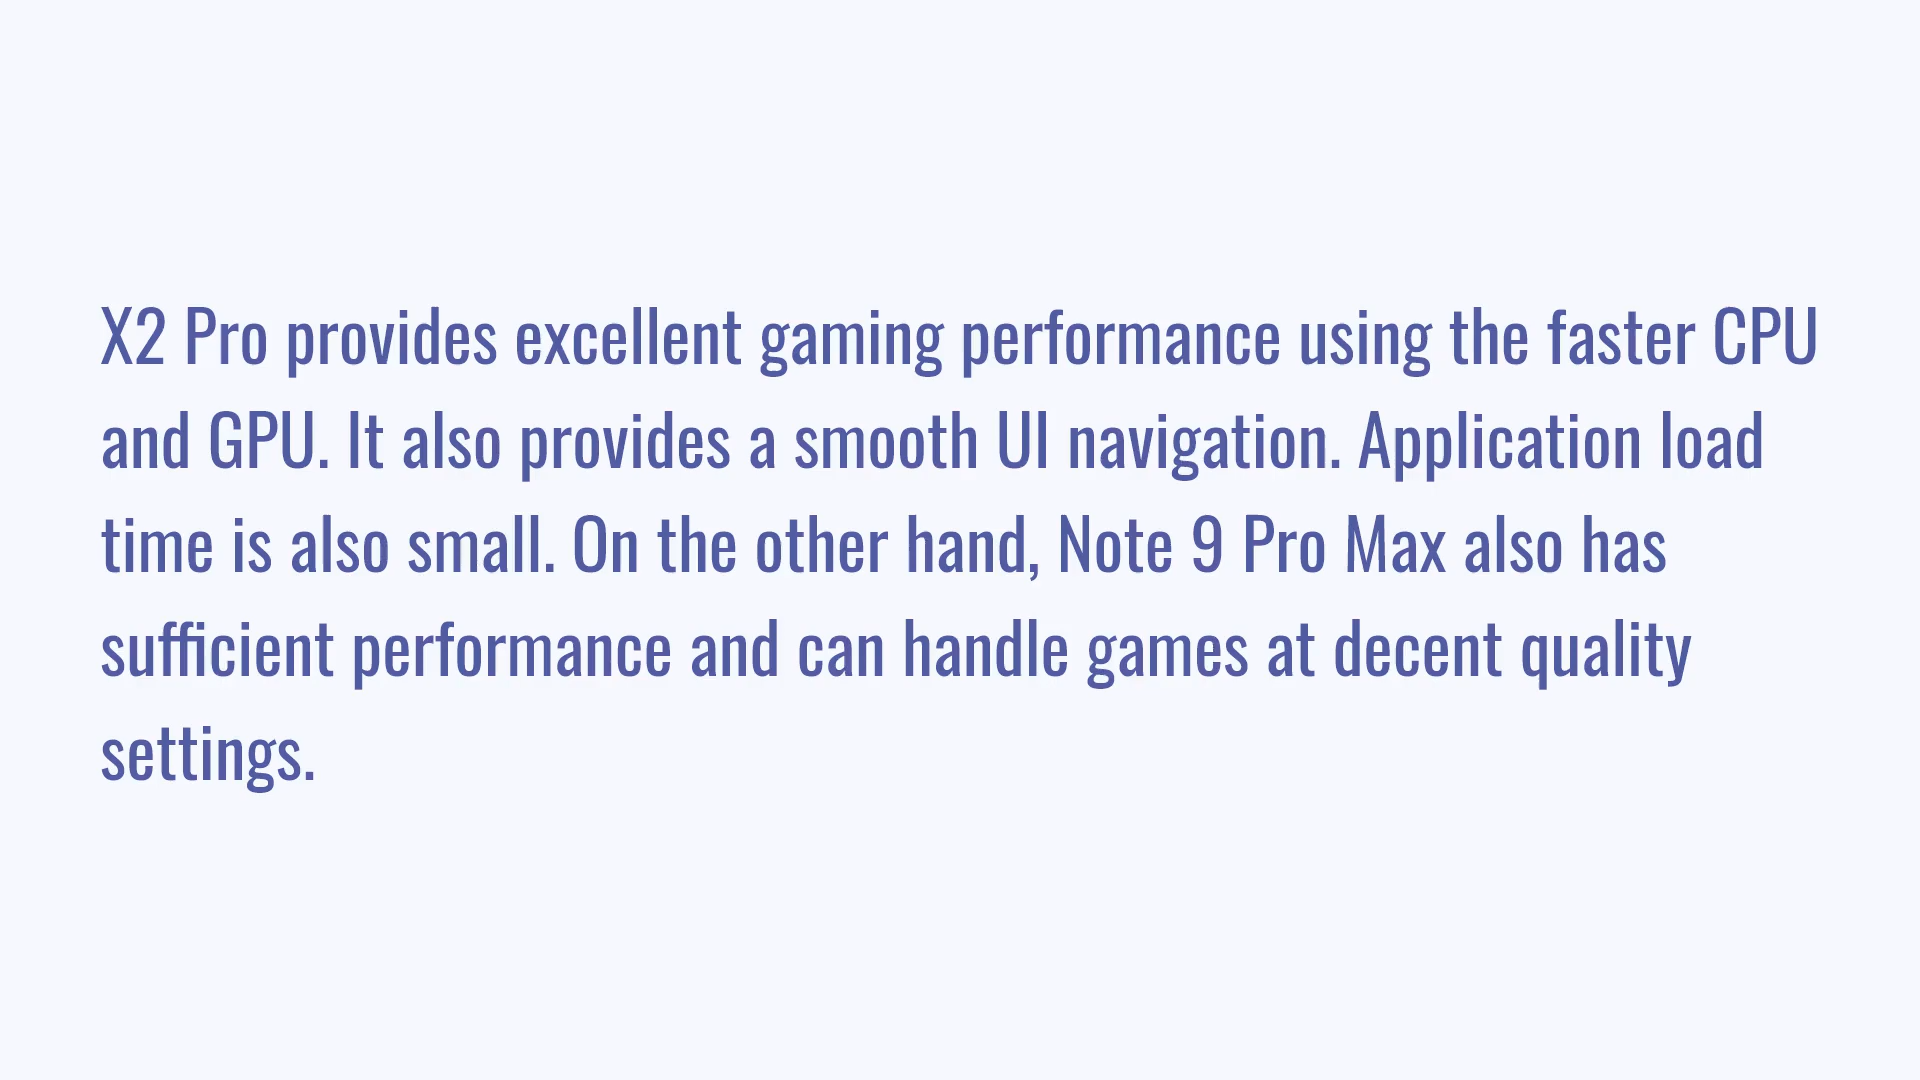 X2 Pro provides excellent gaming performance using the faster CPU
and GPU. It also provides a smooth UI navigation. Application load
time is also small. On the other hand, Note 9 Pro Max also has
sufficient performance and can handle games at decent quality
settings.